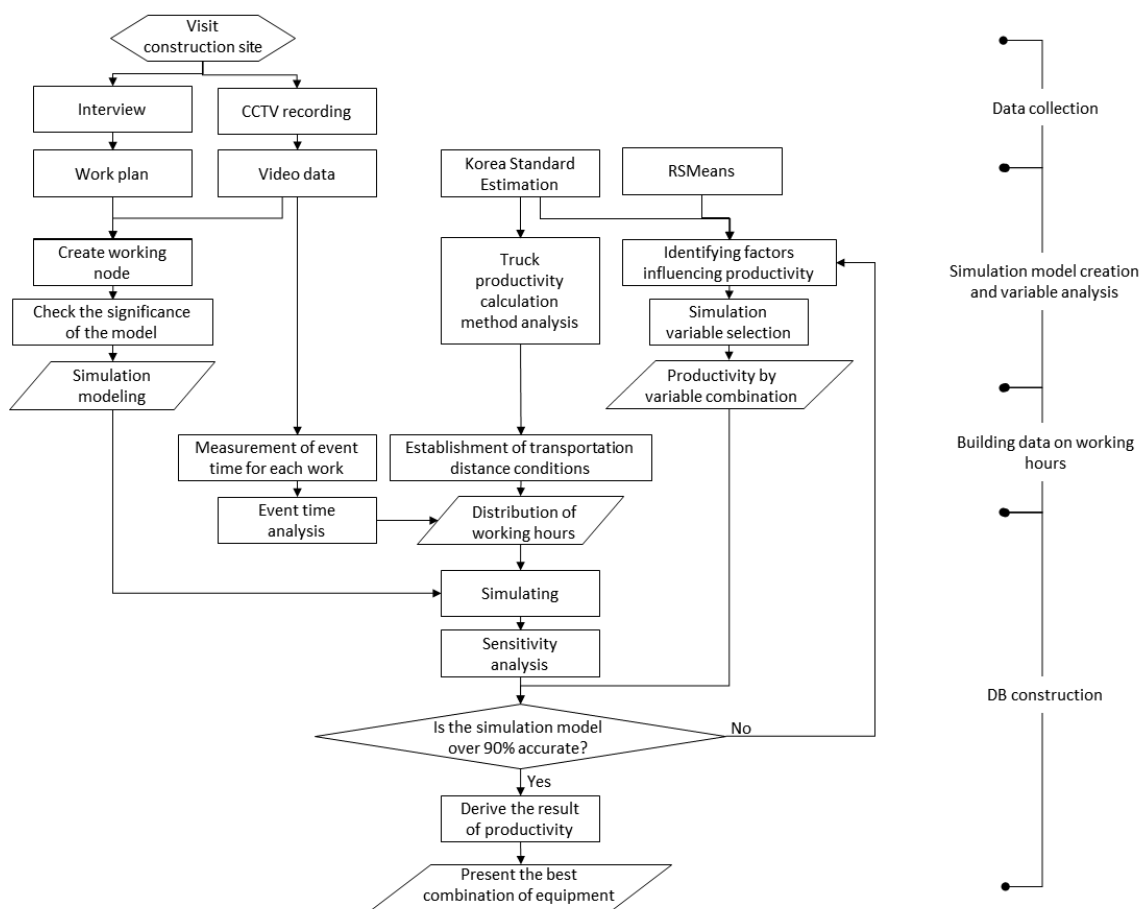 Visit
construction site
Interview
CCTV recording
Work plan
Video data
Korea Standard
Estimation
RSMeans
Create working
node
Truck
productivity
calculation
method analysis
Identifying factors
influencing productivity
Check the significance
of the model
Simulation
variable selection
Simulation
modeling
Productivity by
variable combination
Measurement of event
time for each work
Establishment of transportation
distance conditions
Event time
analysis
Distribution of
working hours
Simulating
Sensitivity
analysis
Is the simulation model
over 90% accurate?
No
Yes
Derive the result
of productivity
Present the best
combination of equipment
Data collection
Simulation model creation
and variable analysis
Building data on working
hours
DB construction